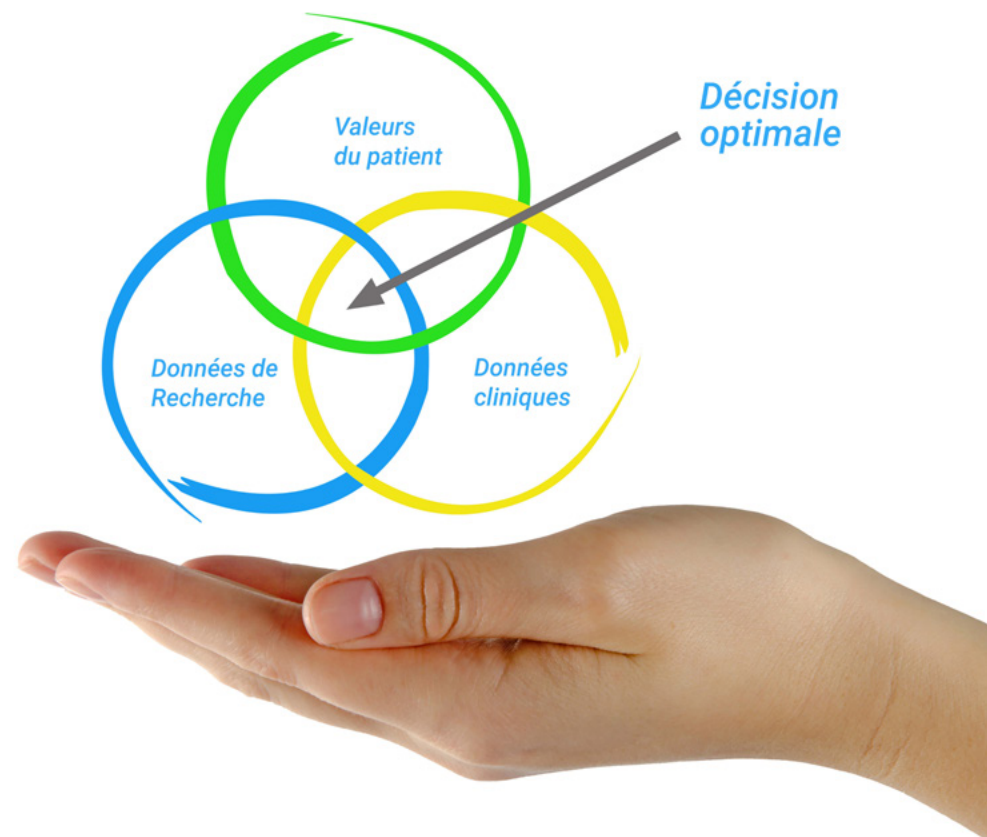 Décision
optimale
Valeurs
du patient
Données de
Recherche
Données
cliniques